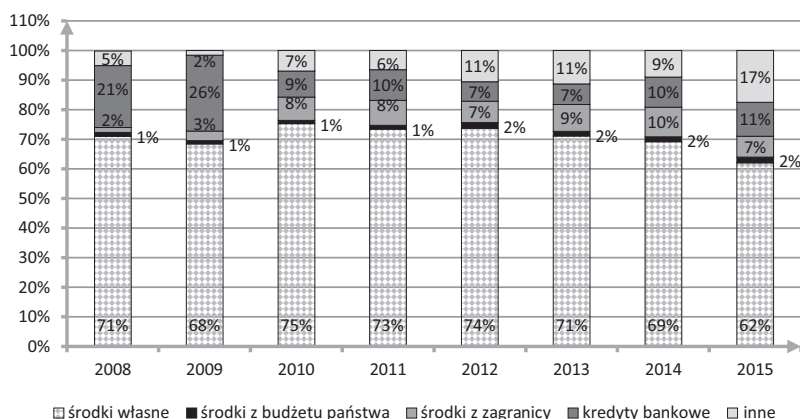 110%
100%
90%
80%
70%
60%
50%
40%
30%
20%
10%
0%
5% 2% 7% 6% 11% 11% 9% 17%
21% 26% 9% 10% 7% 7% 10% 11%
2% 3% 8% 8% 7% 9% 10% 7%
1% 1% 1% 1% 2% 2% 2% 2%
71% 68% 75% 73% 74% 71% 69% 62%
2008 2009 2010 2011 2012 2013 2014 2015
środki własne środki z budżetu państwa środki z zagranicy kredyty bankowe inne